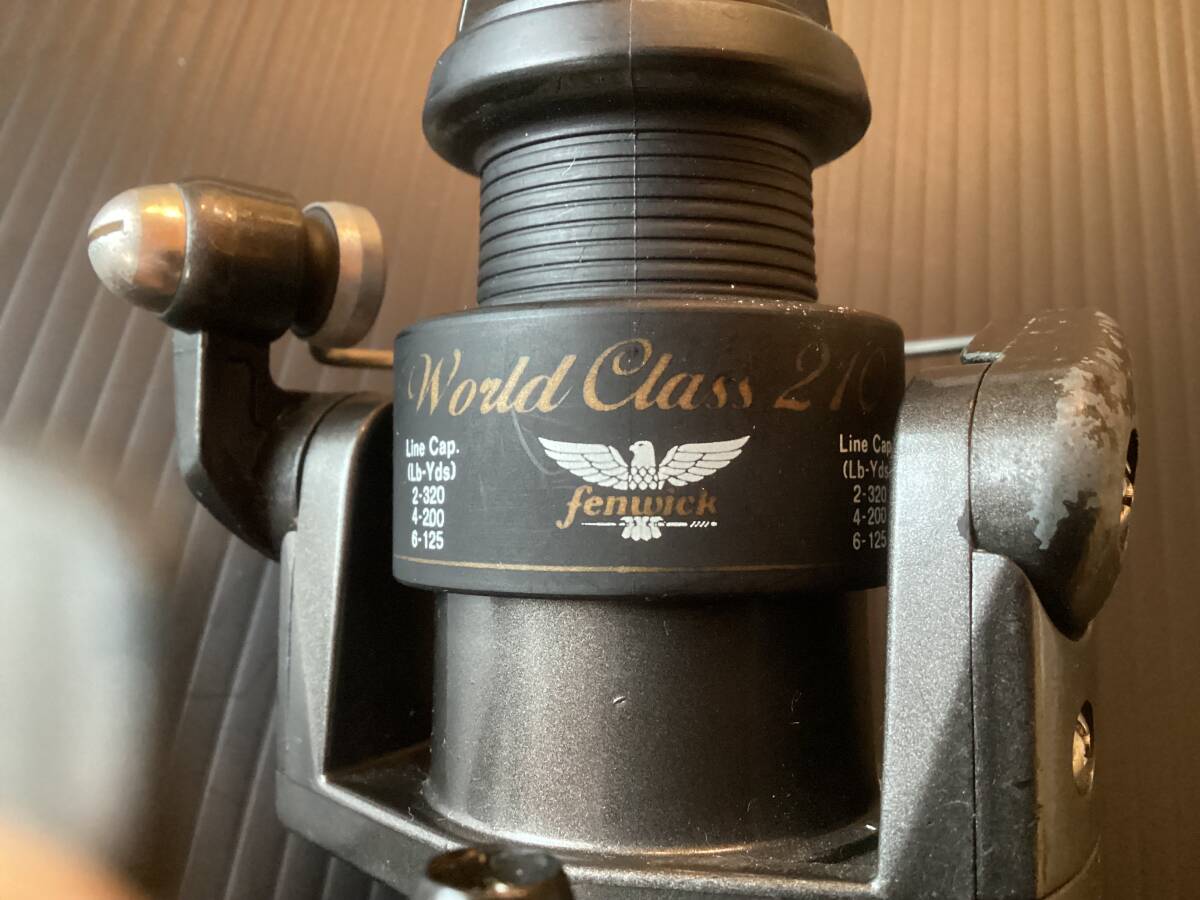 World Class 210
Line Cap.
(Lb-Yds)
2-320
4-200
6-125
fenwick
Line Cap
(Lb-Yds
2-320
4-200
6-125